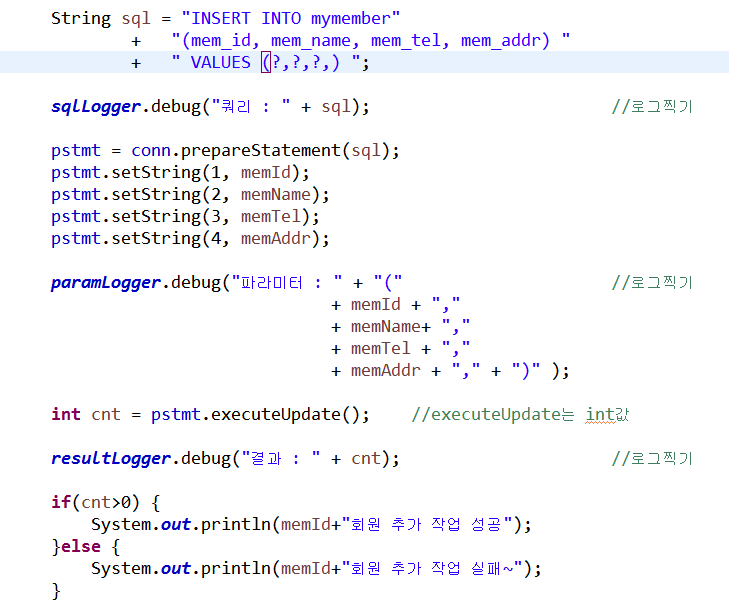 String sql = "INSERT INTO mymember"
+ "(mem_id, mem_name, mem_tel, mem_addr) "
+ " VALUES (?,?,?,) ";
sqlLogger.debug("쿼리 : " + sql); //로그찍기
pstmt = conn.prepareStatement(sql);
pstmt.setString(1, memId);
pstmt.setString(2, memName);
pstmt.setString(3, memTel);
pstmt.setString(4, memAddr);
paramLogger.debug("파라미터 : " + "(" //로그찍기
+ memId + ","
+ memName+ ","
+ memTel + ","
+ memAddr + "," + ")" );
int cnt = pstmt.executeUpdate(); //executeUpdate는 int값
resultLogger.debug("결과 : " + cnt); //로그찍기
if(cnt>0) {
System.out.println(memId+"회원 추가 작업 성공");
}else {
System.out.println(memId+"회원 추가 작업 실패~");
}